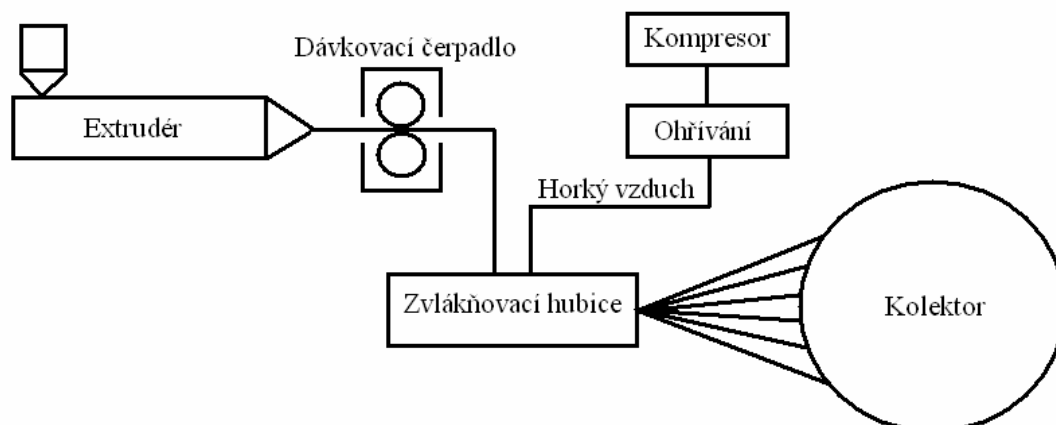 Kompresor
Dávkovací čerpadlo
Extrudér
Ohřívání
Horký vzduch
Zvlákňovací hubice
Kolektor